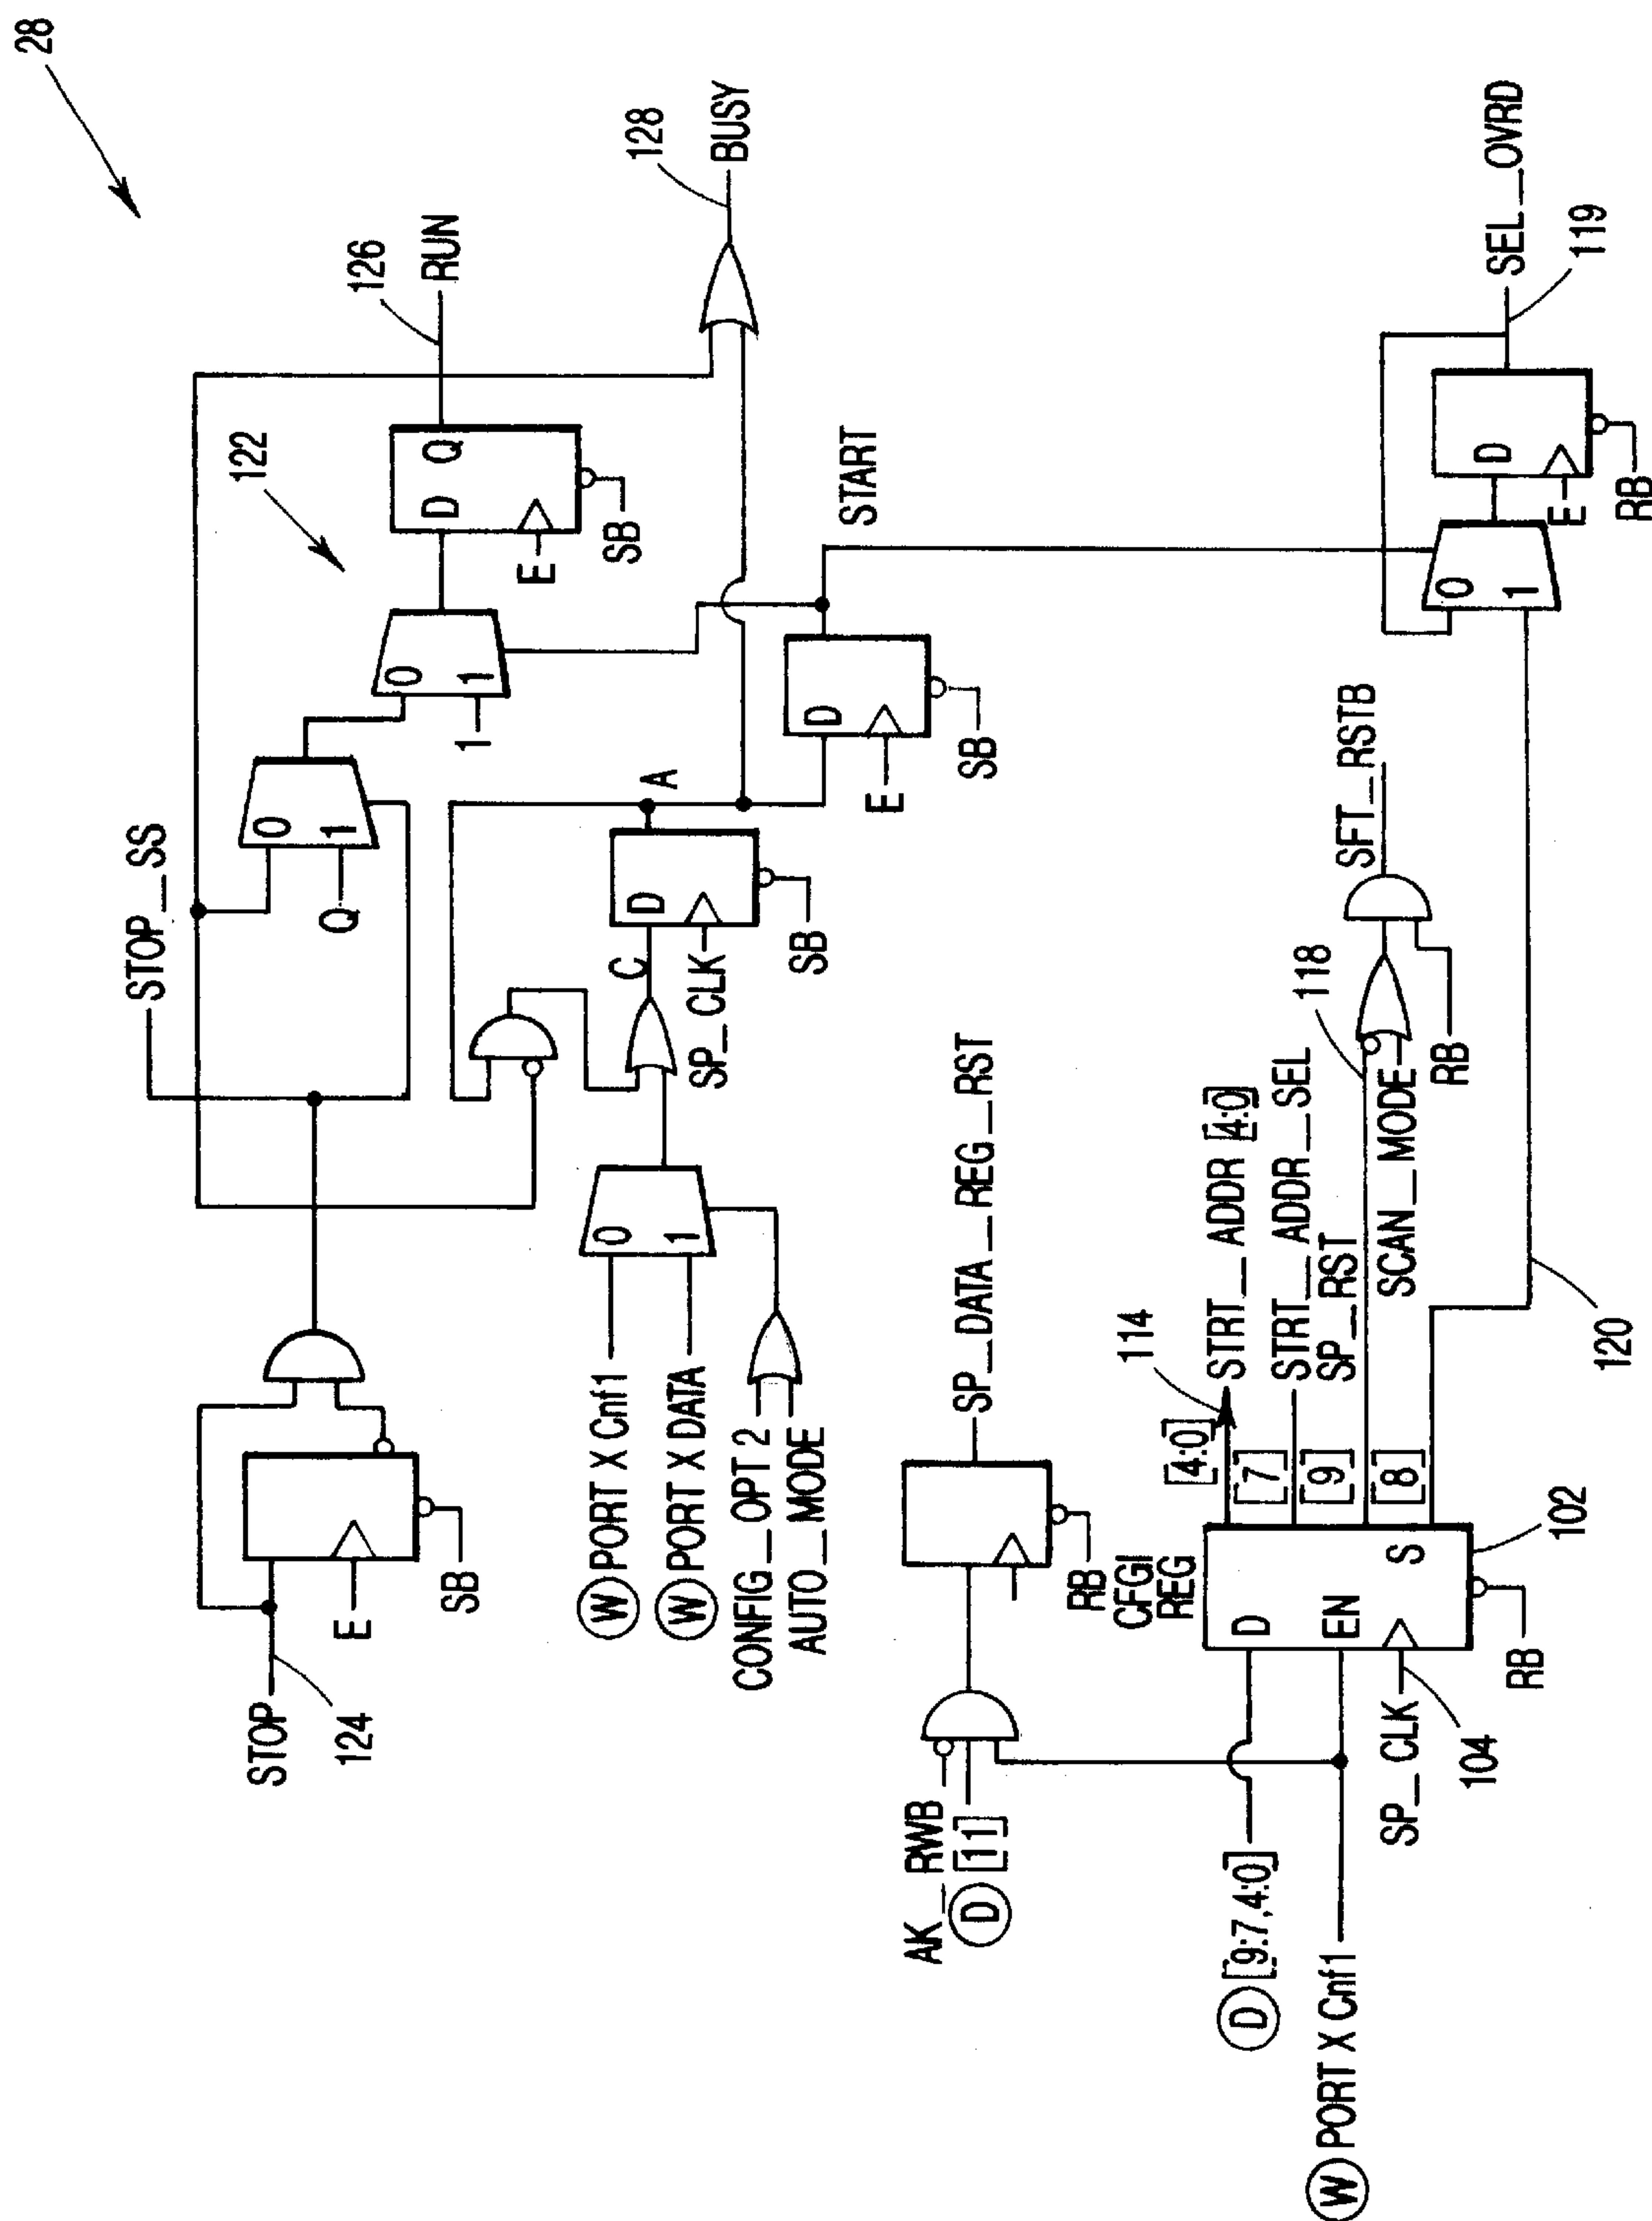 28
STOP
124
E
SB
STOP_SS
0
1
Q
0
1
1
122
D Q
E
SB
126
RUN
128
BUSY
Ⓦ PORT X Cnf1
Ⓦ PORT X DATA
CONFIG_OPT 2
AUTO_MODE
0
1
C
SP_CLK
D
SB
A
D
E
SB
START
AK_RWB
Ⓓ [11]
RB
SP_DATA_REG_RST
Ⓓ [9:7,4:0]
Ⓦ PORT X Cnf1
SP_CLK
104
CFGI
REG
D
EN
S
RB
102
[4:0]
[7]
[9]
[8]
114
STRT_ADDR [4:0]
STRT_ADDR_SEL
SP_RST
SCAN_MODE
118
RB
SFT_RSTB
120
0
1
D
E
RB
SEL_OVRD
119